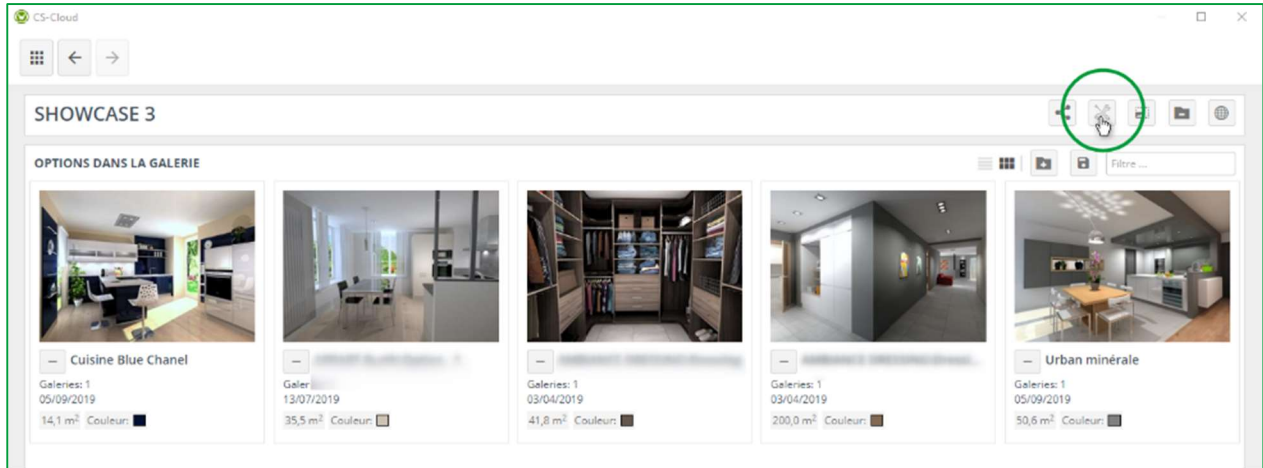 CS-Cloud
SHOWCASE 3
OPTIONS DANS LA GALERIE
Filtre ...
Cuisine Blue Chanel
Galeries: 1
05/09/2019
14,1 m² Couleur:
13/07/2019
35,5 m² Couleur:
Galeries: 1
03/04/2019
41,8 m² Couleur:
Galeries: 1
03/04/2019
200,0 m² Couleur:
Urban minérale
Galeries: 1
05/09/2019
50,6 m² Couleur: